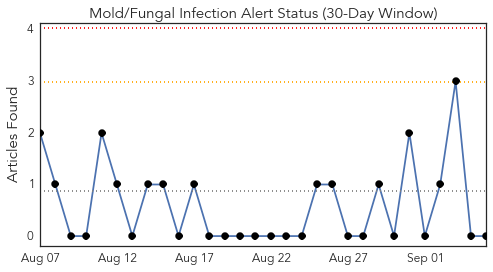 Mold/Fungal Infection Alert Status (30-Day Window)
Articles Found
4
3
2
1
0
Aug 07 Aug 12 Aug 17 Aug 22 Aug 27 Sep 01